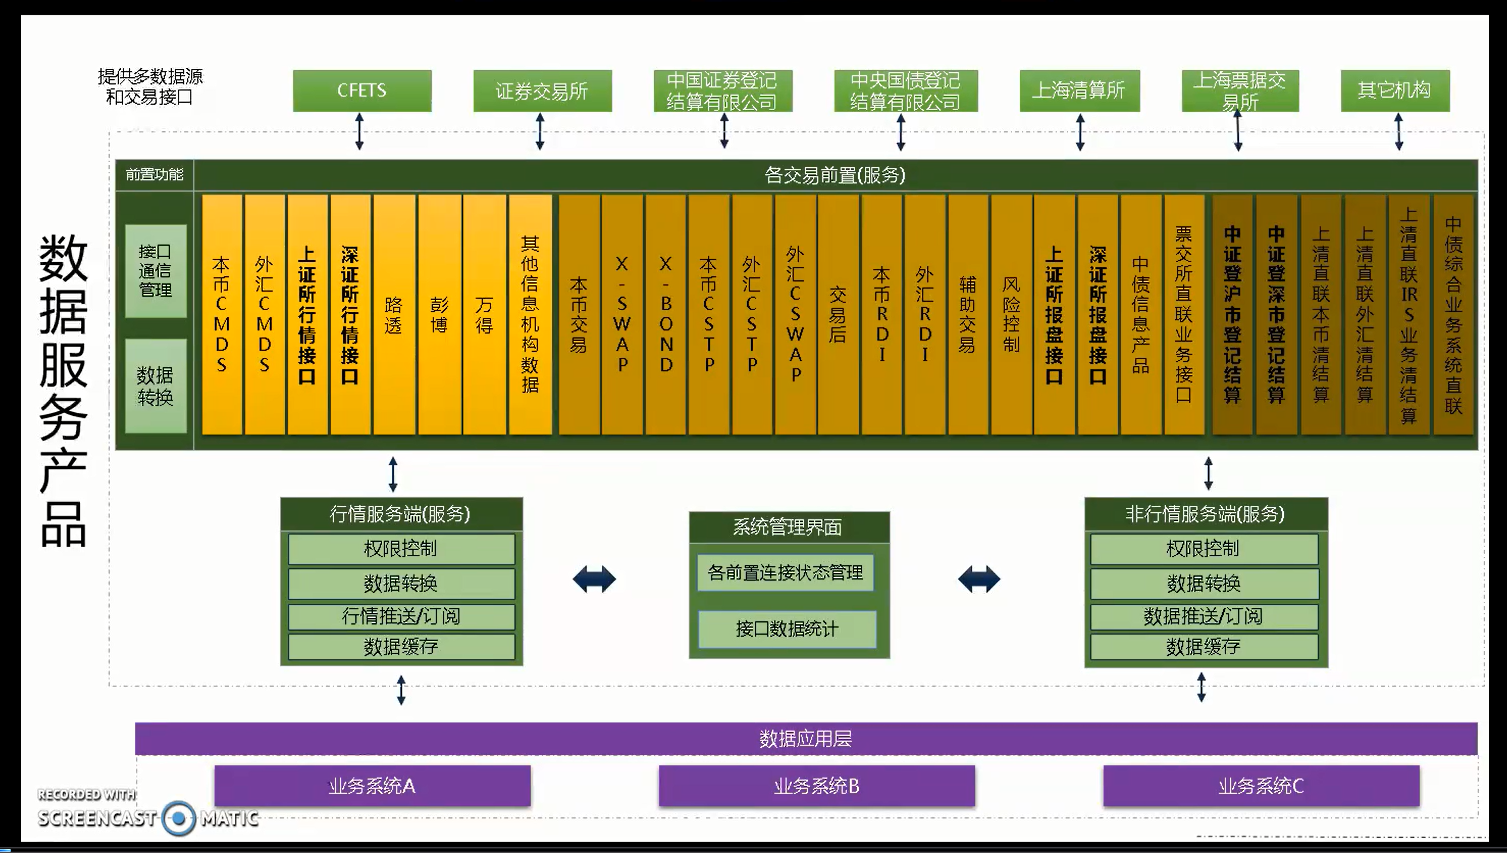 数据服务产品
提供多数据源
和交易接口
CFETS
证券交易所
中国证券登记
结算有限公司
中央国债登记
结算有限公司
上海清算所
上海票据交
易所
其它机构
前置功能
各交易前置(服务)
接口
通信
管理
数据
转换
本币CMDS
外汇CMDS
上证所行情接口
深证所行情接口
路透
彭博
万得
其他信息机构数据
本币交易
X-SWAP
X-BOND
本币CSTP
外汇CSTP
外汇CSWAP
交易后
本币RDI
外汇RDI
辅助交易
风险控制
上证所报盘接口
深证所报盘接口
中债信息产品
票交所直联业务接口
中证登沪市登记结算
中证登深市登记结算
上清直联本币清结算
上清直联外汇清结算
上清直联IRS业务清结算
中债综合业务系统直联
行情服务端(服务)
权限控制
数据转换
行情推送/订阅
数据缓存
系统管理界面
各前置连接状态管理
接口数据统计
非行情服务端(服务)
权限控制
数据转换
数据推送/订阅
数据缓存
数据应用层
业务系统A
业务系统B
业务系统C
RECORDED WITH
SCREENCAST MATIC